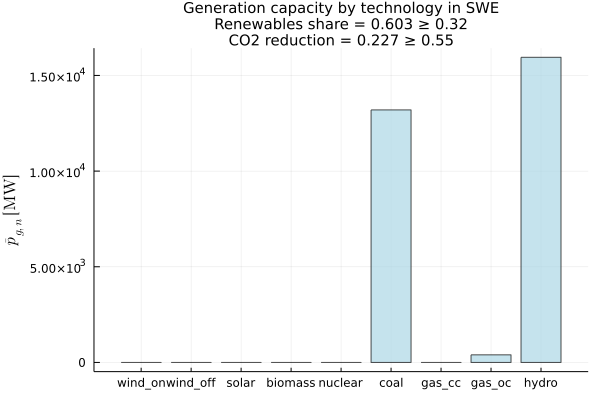 Generation capacity by technology in SWE
Renewables share = 0.603 ≥ 0.32
CO2 reduction = 0.227 ≥ 0.55
1.50×10⁴
1.00×10⁴
5.00×10³
0
p̄_{g,n}[MW]
wind_on wind_off solar biomass nuclear coal gas_cc gas_oc hydro